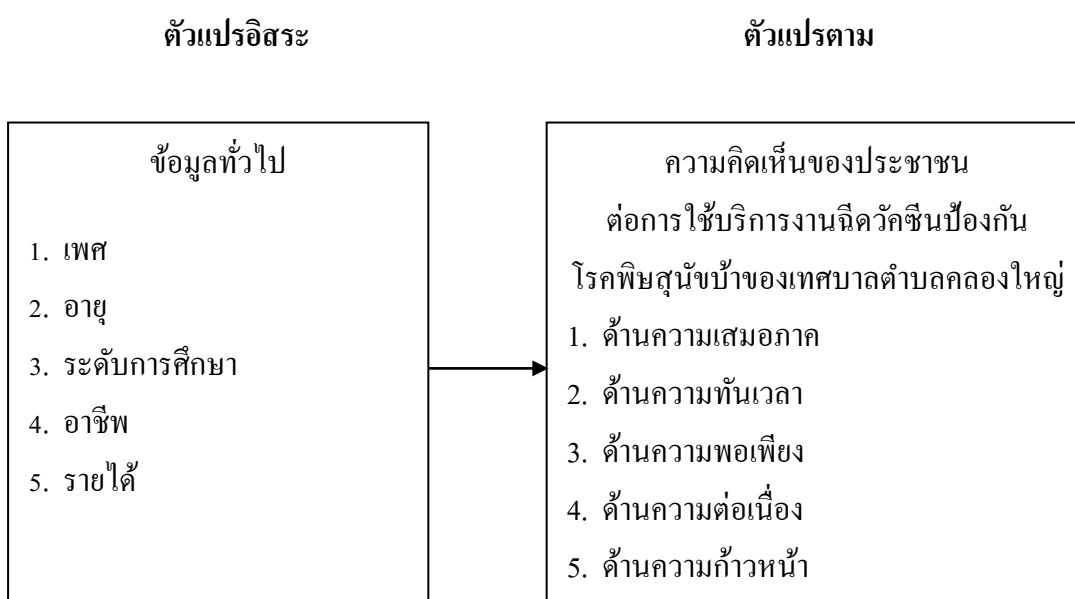 ตัวแปรอิสระ
ตัวแปรตาม
ข้อมูลทั่วไป
1. เพศ
2. อายุ
3. ระดับการศึกษา
4. อาชีพ
5. รายได้
ความคิดเห็นของประชาชน
ต่อการใช้บริการงานฉีดวัคซีนป้องกัน
โรคพิษสุนัขบ้าของเทศบาลตำบลคลองใหญ่
1. ด้านความเสมอภาค
2. ด้านความทันเวลา
3. ด้านความพอเพียง
4. ด้านความต่อเนื่อง
5. ด้านความก้าวหน้า